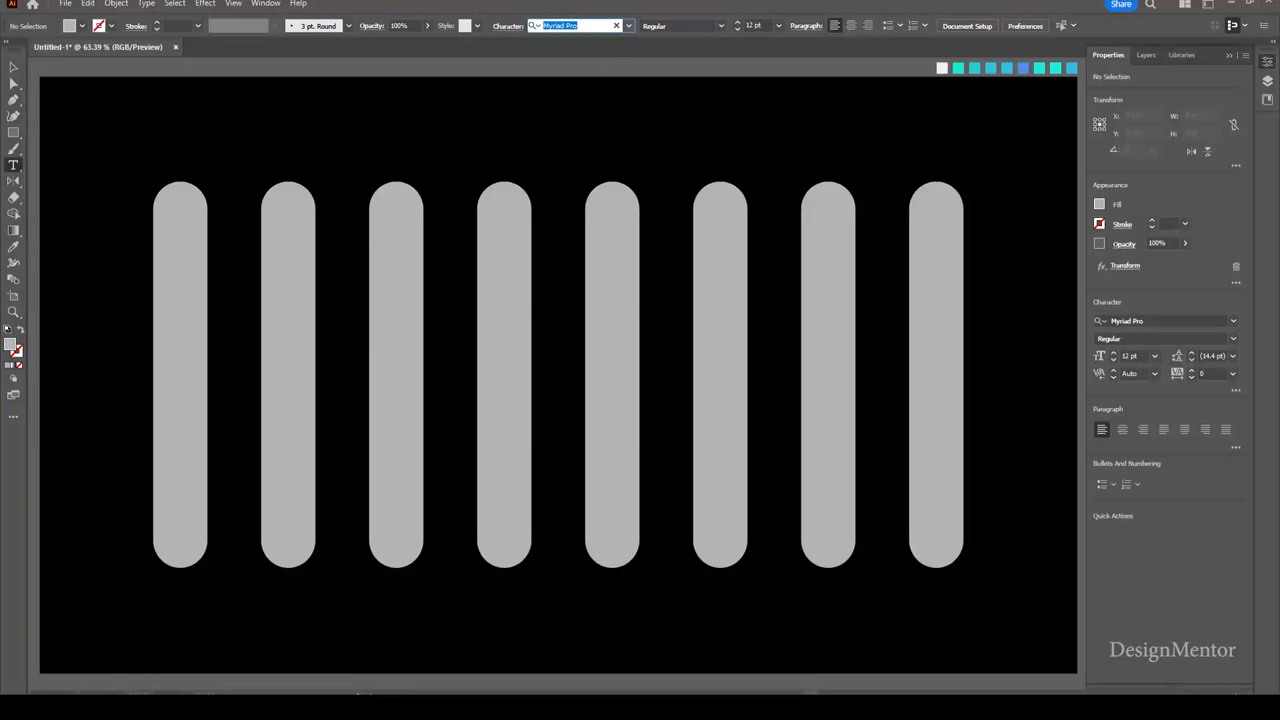 Ai File Edit Object Type Select Effect View Window Help Share
No Selection Stroke: 3 pt. Round Opacity: 100% Style: Character: Myriad Pro Regular 12 pt Paragraph: Document Setup Preferences
Untitled-1* @ 63.39 % (RGB/Preview)
Properties Layers Libraries
No Selection
Transform
X: W:
Y: H:
Appearance
Fill
Stroke
Opacity 100%
fx Transform
Character
Myriad Pro
Regular
12 pt (14.4 pt)
Auto 0
Paragraph
Bullets And Numbering
Quick Actions
DesignMentor